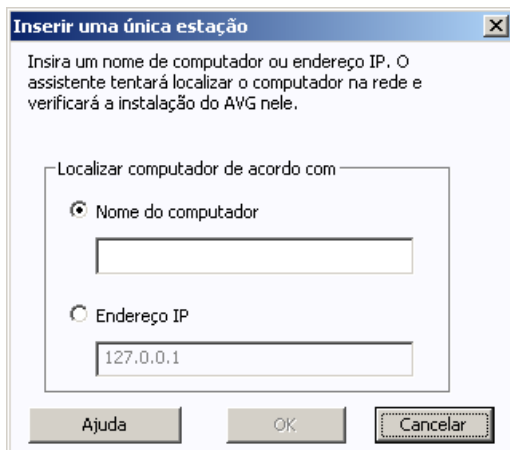 Inserir uma única estação
Insira um nome de computador ou endereço IP. O
assistente tentará localizar o computador na rede e
verificará a instalação do AVG nele.
Localizar computador de acordo com
Nome do computador
Endereço IP
127.0.0.1
Ajuda
OK
Cancelar